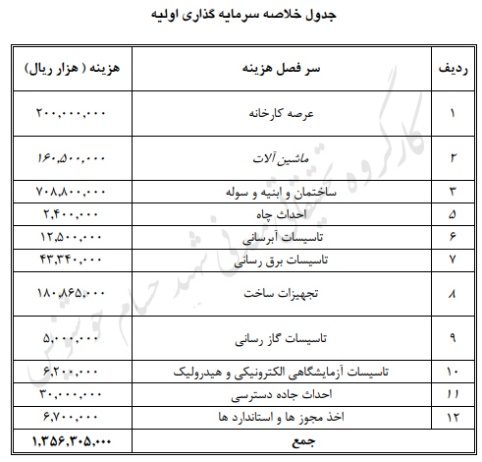 جدول خلاصه سرمایه گذاری اولیه
ردیف سر فصل هزینه هزینه ( هزار ریال)
۱ عرصه کارخانه ۲۰۰,۰۰۰,۰۰۰
۲ ماشین آلات ۱۶۰,۵۰۰,۰۰۰
۳ ساختمان و ابنیه و سوله ۷۰۸,۸۰۰,۰۰۰
۵ احداث چاه ۲,۴۰۰,۰۰۰
۶ تاسیسات آبرسانی ۱۲,۵۰۰,۰۰۰
۷ تاسیسات برق رسانی ۴۳,۳۴۰,۰۰۰
۸ تجهیزات ساخت ۱۸۰,۸۶۵,۰۰۰
۹ تاسیسات گاز رسانی ۵,۰۰۰,۰۰۰
۱۰ تاسیسات آزمایشگاهی الکترونیکی و هیدرولیک ۶,۲۰۰,۰۰۰
۱۱ احداث جاده دسترسی ۳۰,۰۰۰,۰۰۰
۱۲ اخذ مجوز ها و استاندارد ها ۶,۷۰۰,۰۰۰
جمع ۱,۳۵۶,۳۰۵,۰۰۰